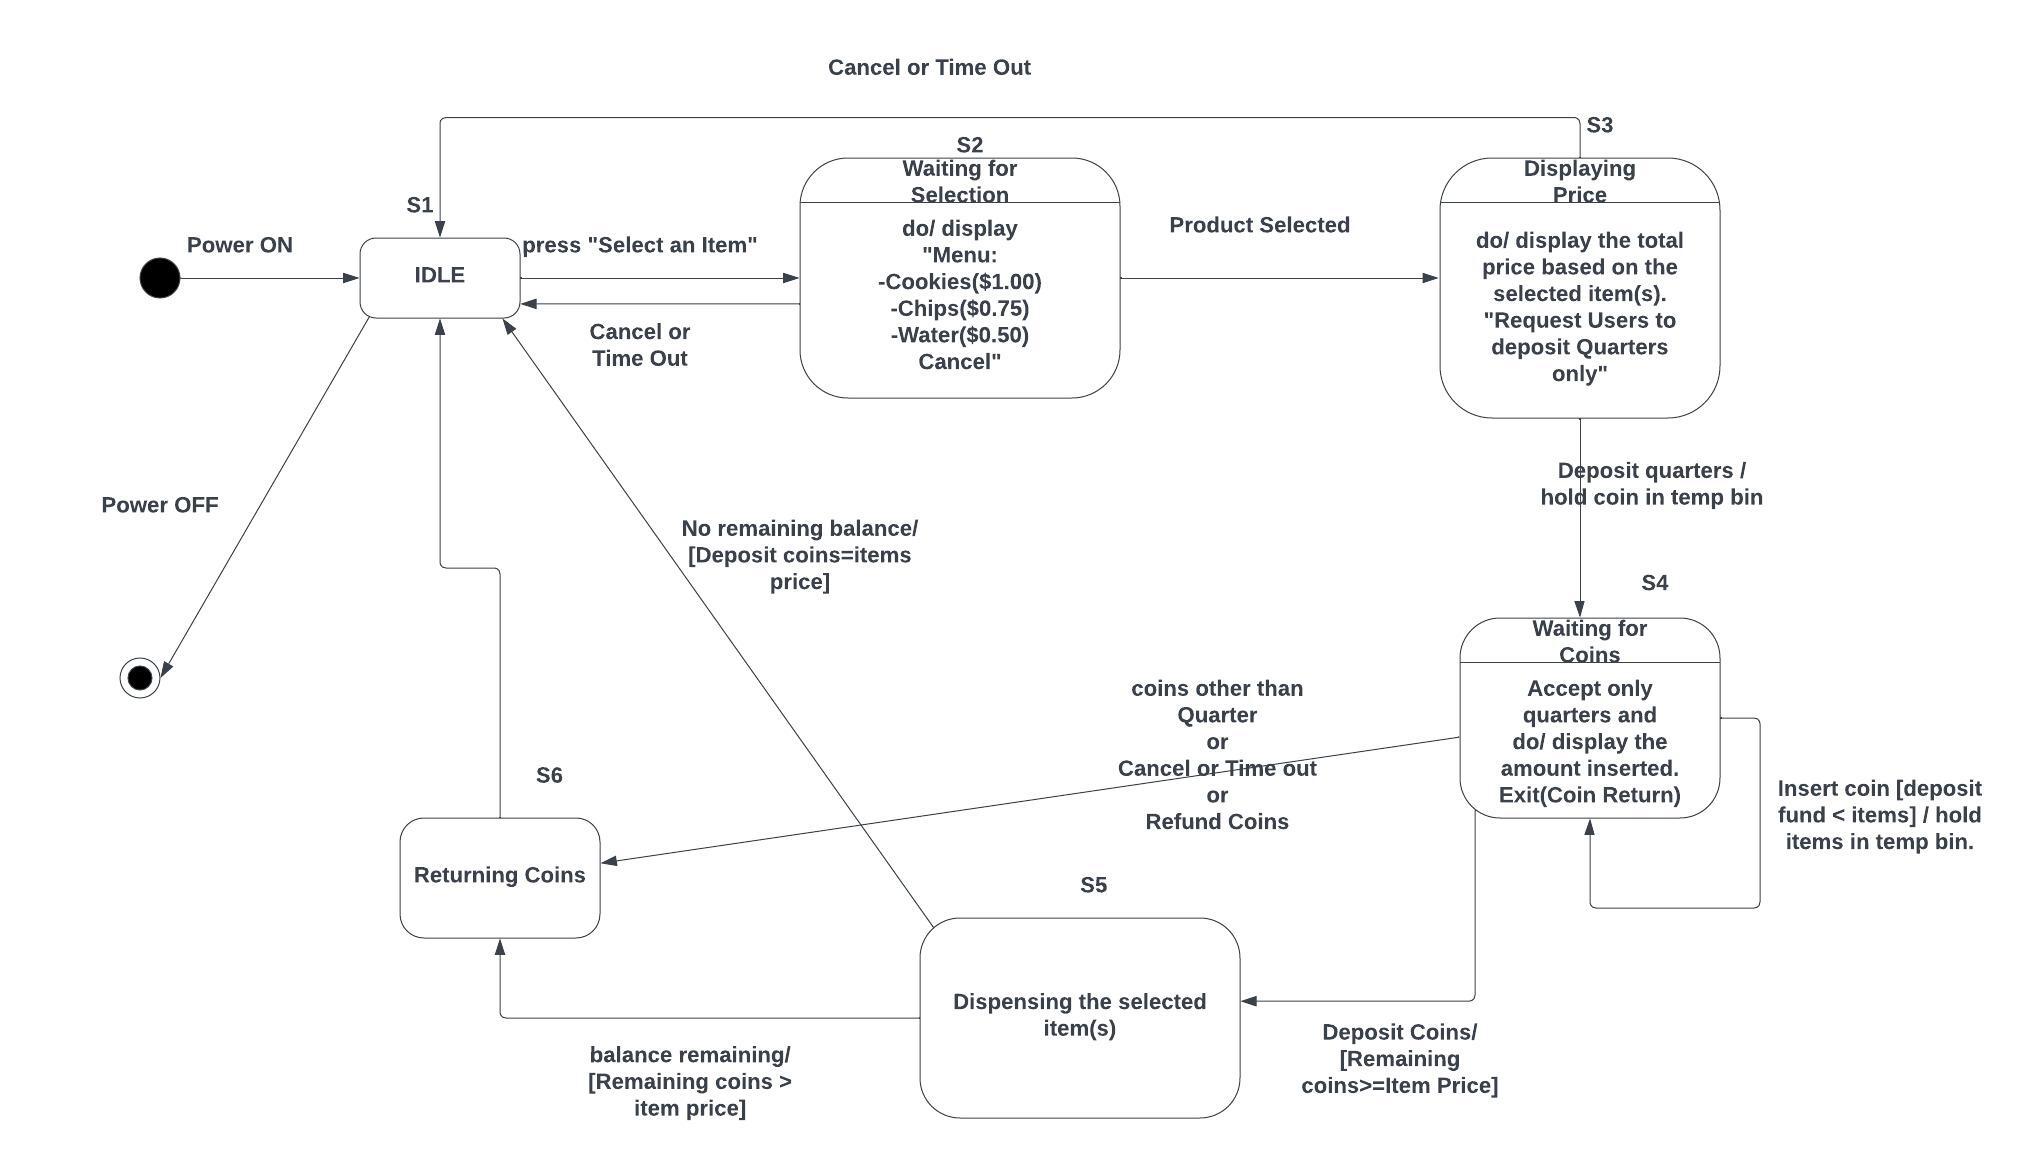 Cancel or Time Out
S3
S2
Waiting for
Selection
Displaying
Price
S1
Power ON
IDLE
press "Select an Item"
do/ display
"Menu:
-Cookies($1.00)
-Chips($0.75)
-Water($0.50)
Cancel"
Product Selected
do/ display the total
price based on the
selected item(s).
"Request Users to
deposit Quarters
only"
Cancel or
Time Out
Deposit quarters /
hold coin in temp bin
Power OFF
No remaining balance/
[Deposit coins=items
price]
S4
Waiting for
Coins
Accept only
quarters and
do/ display the
amount inserted.
Exit(Coin Return)
coins other than
Quarter
or
Cancel or Time out
or
Refund Coins
Insert coin [deposit
fund < items] / hold
items in temp bin.
S6
Returning Coins
S5
Dispensing the selected
item(s)
Deposit Coins/
[Remaining
coins>=Item Price]
balance remaining/
[Remaining coins >
item price]